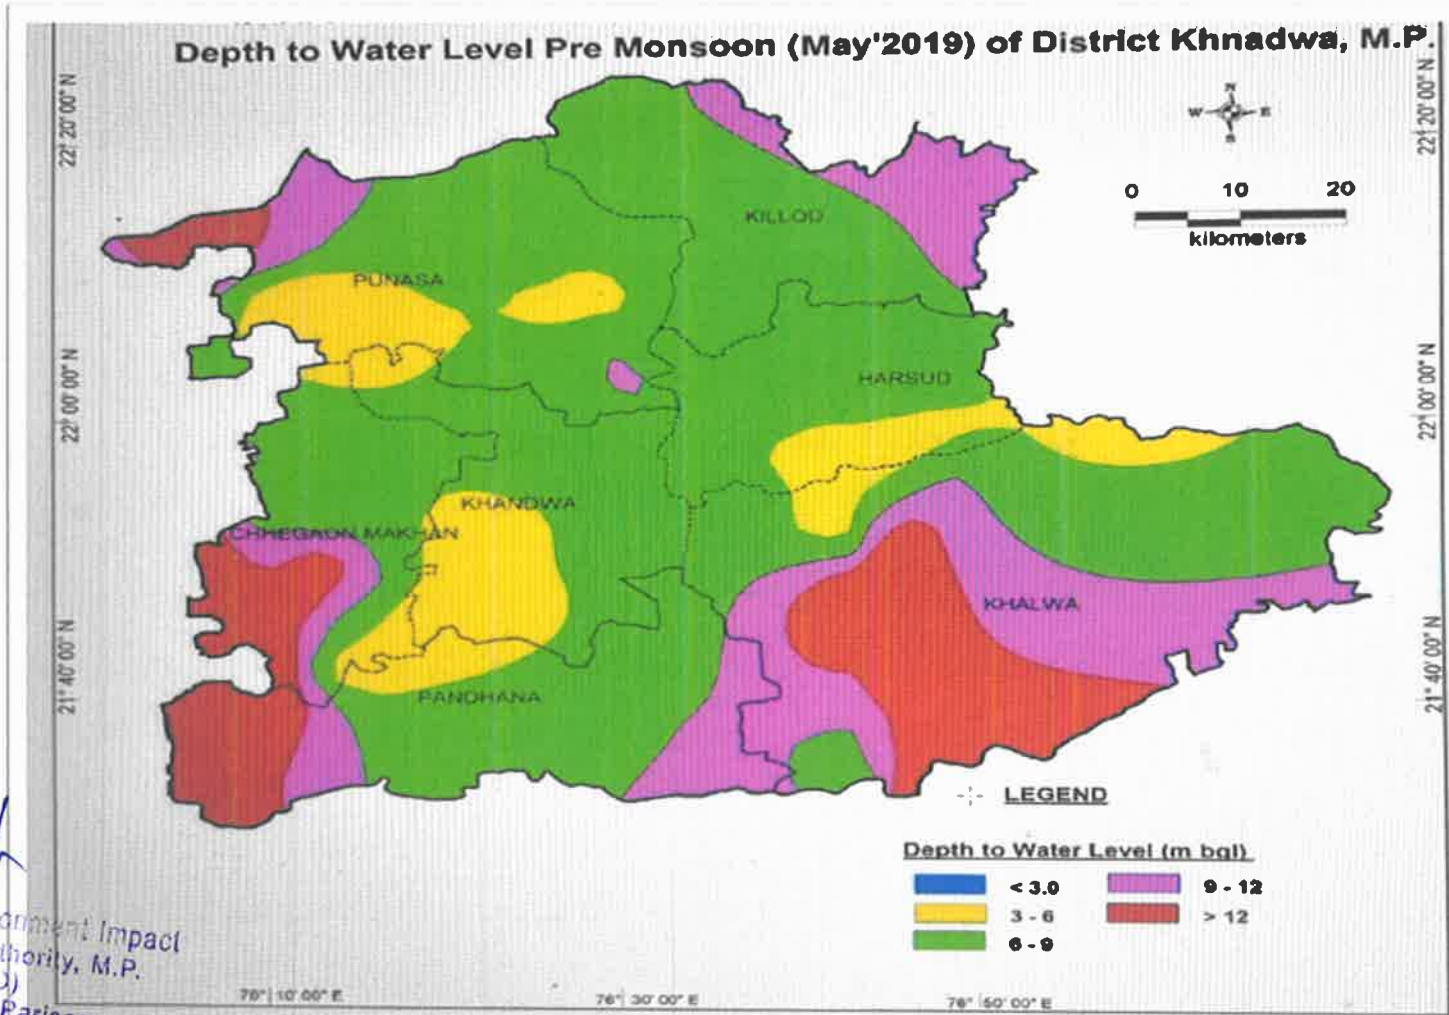 Depth to Water Level Pre Monsoon (May'2019) of District Khnadwa, M.P.
22° 20' 00" N
22° 20' 00" N
N
W E
S
0 10 20
kilometers
KILLOD
PUNASA
HARSUD
22° 00' 00" N
22° 00' 00" N
KHANDWA
CHHEGAON MAKHAN
KHALWA
21° 40' 00" N
21° 40' 00" N
PANDHANA
LEGEND
Depth to Water Level (m bgl)
< 3.0 9 - 12
3 - 6 > 12
6 - 9
Impact
M.P.
76° 10' 00" E 76° 30' 00" E 76° 50' 00" E